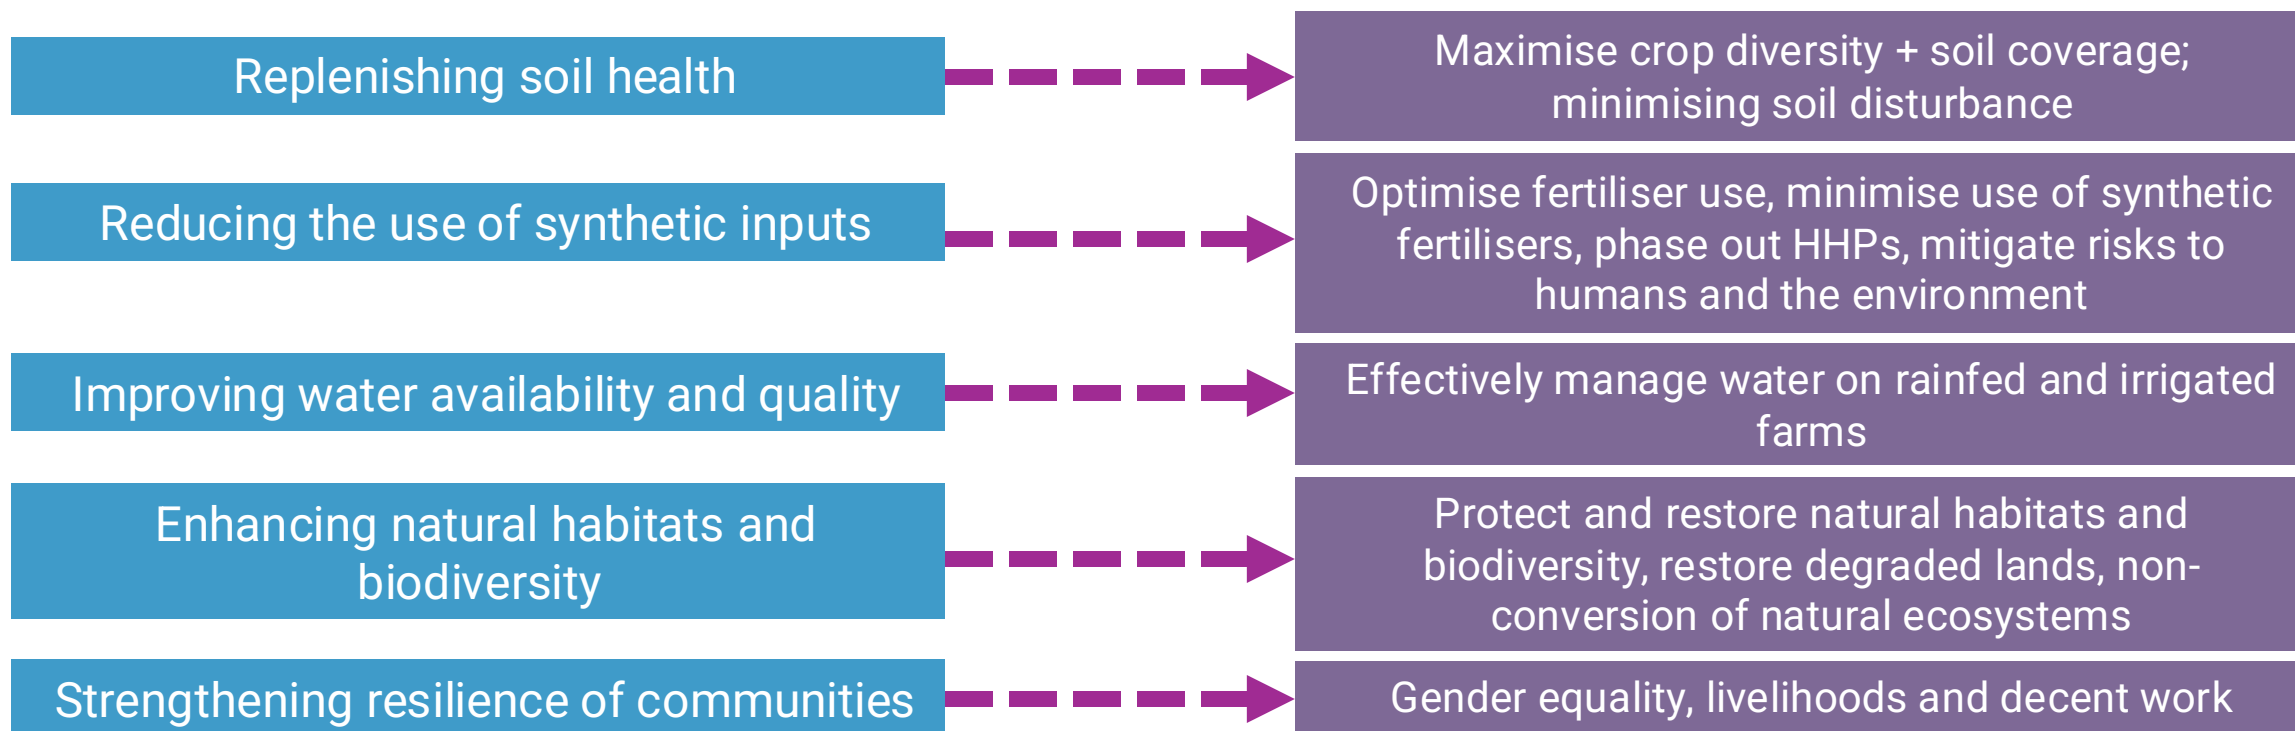 Replenishing soil health
Maximise crop diversity + soil coverage;
minimising soil disturbance
Reducing the use of synthetic inputs
Optimise fertiliser use, minimise use of synthetic
fertilisers, phase out HHPs, mitigate risks to
humans and the environment
Improving water availability and quality
Effectively manage water on rainfed and irrigated
farms
Enhancing natural habitats and
biodiversity
Protect and restore natural habitats and
biodiversity, restore degraded lands, non-
conversion of natural ecosystems
Strengthening resilience of communities
Gender equality, livelihoods and decent work